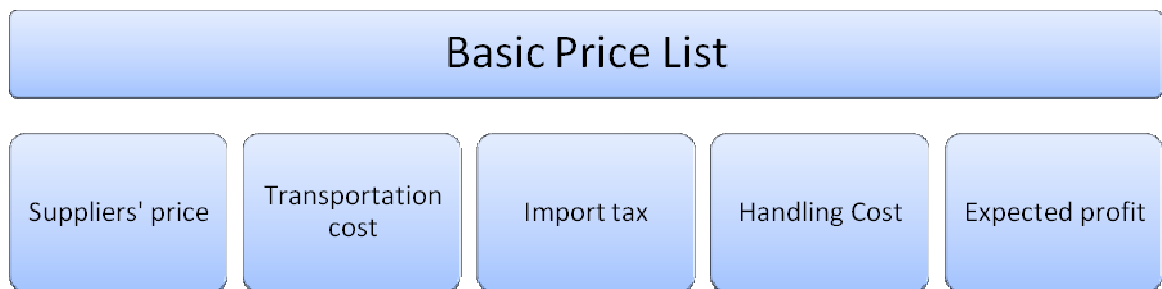 Basic Price List
Suppliers' price
Transportation
cost
Import tax
Handling Cost
Expected profit